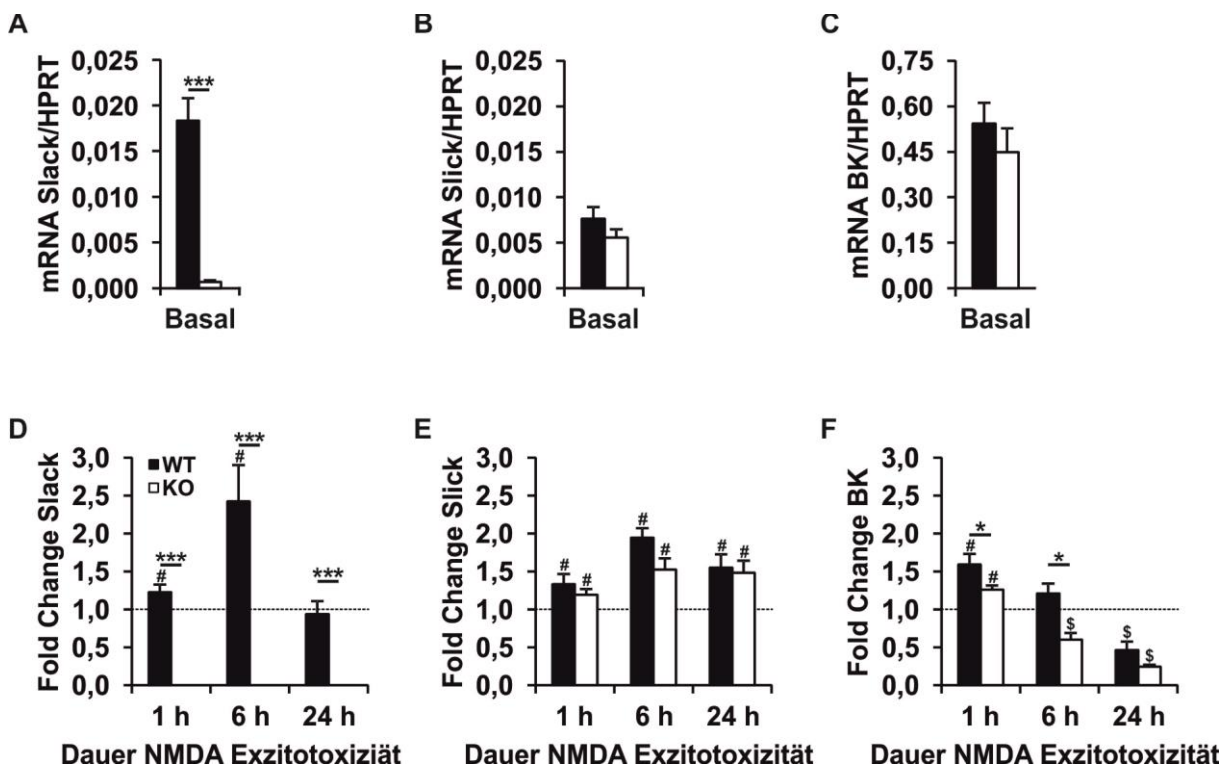 A
mRNA Slack/HPRT
0,025
0,020
0,015
0,010
0,005
0,000
***
Basal
B
mRNA Slick/HPRT
0,025
0,020
0,015
0,010
0,005
0,000
Basal
C
mRNA BK/HPRT
0,75
0,60
0,45
0,30
0,15
0,00
Basal
D
Fold Change Slack
3,0
2,5
2,0
1,5
1,0
0,5
0,0
WT
KO
***
#
***
#
***
1 h 6 h 24 h
Dauer NMDA Exzitotoxiziät
E
Fold Change Slick
3,0
2,5
2,0
1,5
1,0
0,5
0,0
# #
# #
# #
1 h 6 h 24 h
Dauer NMDA Exzitotoxizität
F
Fold Change BK
3,0
2,5
2,0
1,5
1,0
0,5
0,0
*
# #
*
$
$ $
1 h 6 h 24 h
Dauer NMDA Exzitotoxizität